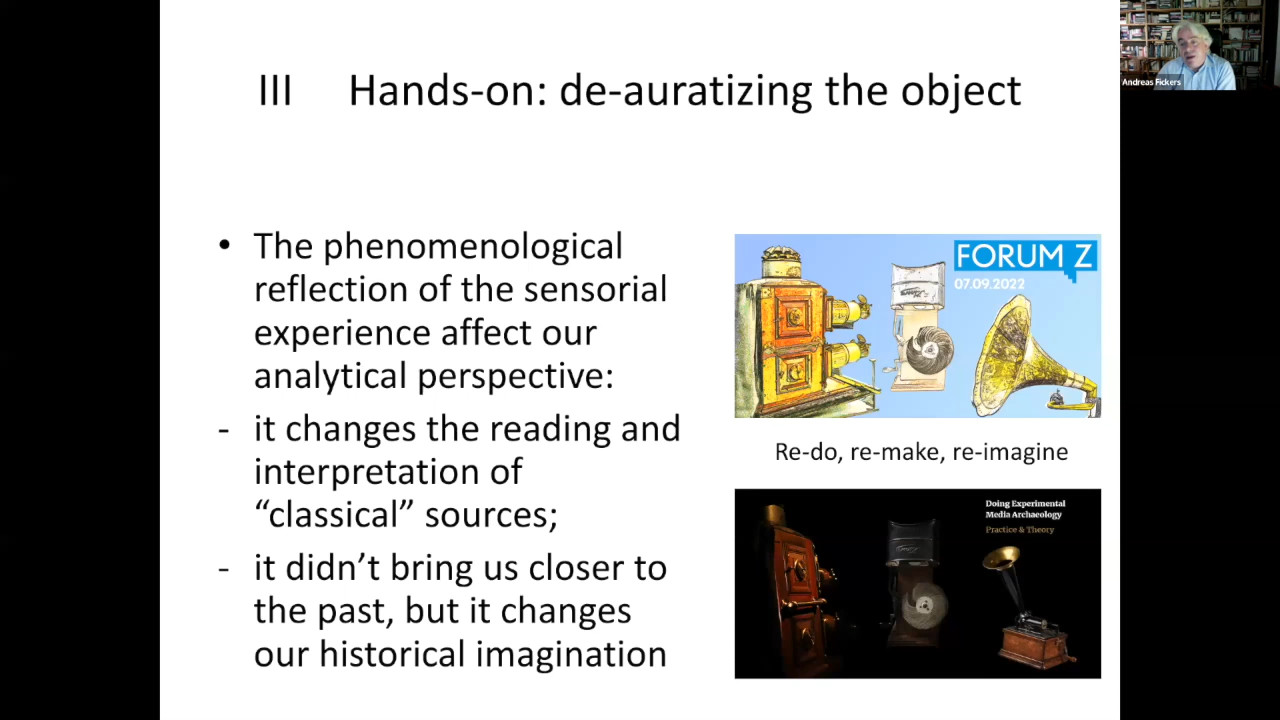 III Hands-on: de-auratizing the object
• The phenomenological
reflection of the sensorial
experience affect our
analytical perspective:
- it changes the reading and
interpretation of
“classical” sources;
- it didn’t bring us closer to
the past, but it changes
our historical imagination
FORUM Z
07.09.2022
Re-do, re-make, re-imagine
Doing Experimental
Media Archaeology
Practice & Theory
Andreas Fickers